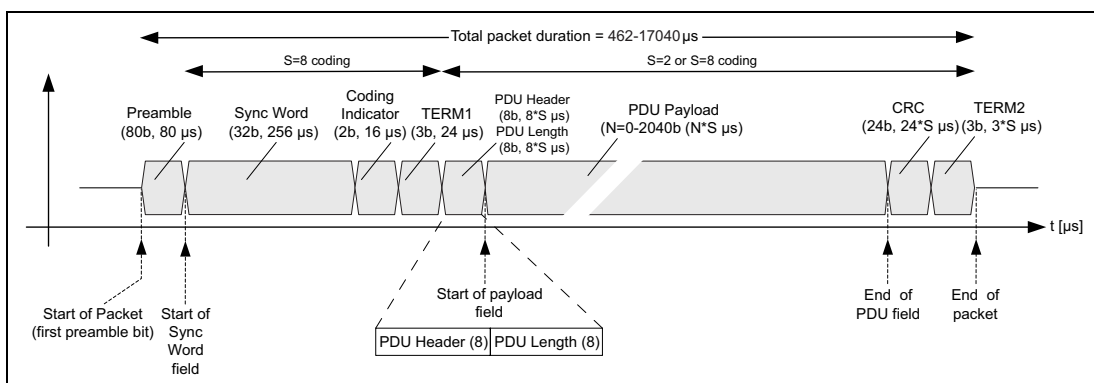 Total packet duration = 462-17040 µs
S=8 coding
S=2 or S=8 coding
Preamble
(80b, 80 µs)
Sync Word
(32b, 256 µs)
Coding
Indicator
(2b, 16 µs)
TERM1
(3b, 24 µs)
PDU Header
(8b, 8*S µs)
PDU Length
(8b, 8*S µs)
PDU Payload
(N=0-2040b (N*S µs)
CRC
(24b, 24*S µs)
TERM2
(3b, 3*S µs)
t [µs]
Start of Packet
(first preamble bit)
Start of
Sync
Word
field
Start of payload
field
End of
PDU field
End of
packet
PDU Header (8)
PDU Length (8)